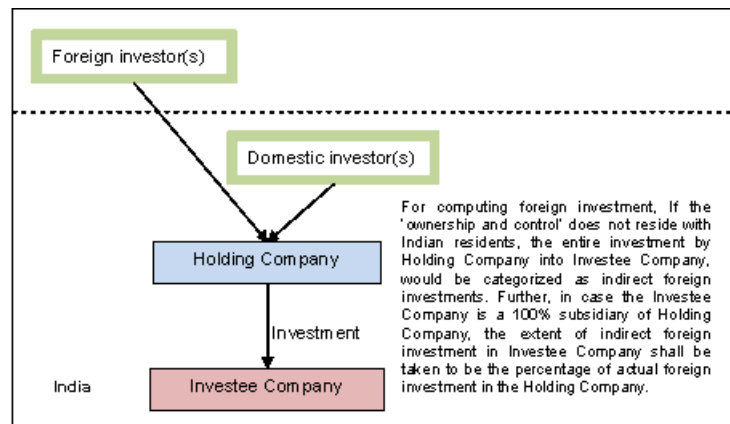 Foreign investor(s)
Domestic investor(s)
For computing foreign investment, If the
'ownership and control' does not reside with
Indian residents, the entire investment by
Holding Company into Investee Company,
would be categorized as indirect foreign
investments. Further, in case the Investee
Company is a 100% subsidiary of Holding
Company, the extent of indirect foreign
investment in Investee Company shall be
taken to be the percentage of actual foreign
investment in the Holding Company.
Holding Company
Investment
India
Investee Company